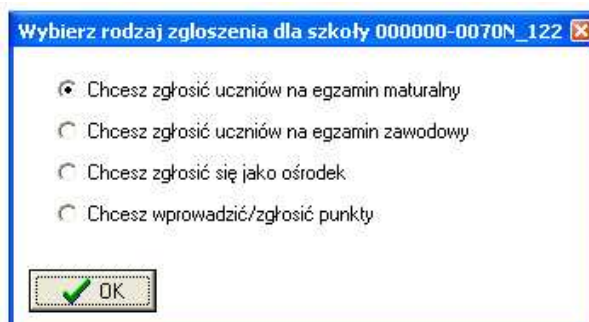 Wybierz rodzaj zgloszenia dla szkoły 000000-0070N_122
Chcesz zgłosić uczniów na egzamin maturalny
Chcesz zgłosić uczniów na egzamin zawodowy
Chcesz zgłosić się jako ośrodek
Chcesz wprowadzić/zgłosić punkty
OK